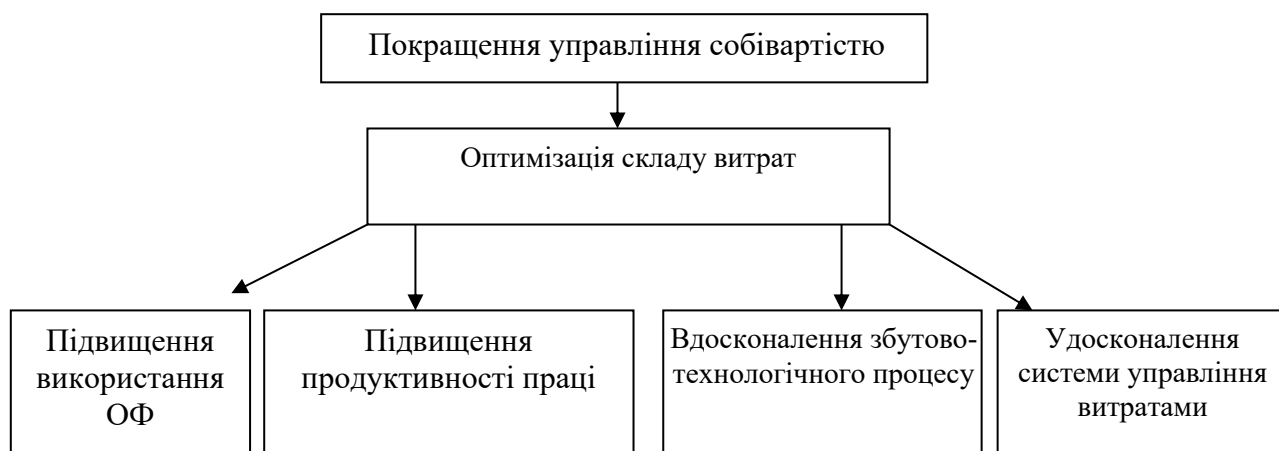 Покращення управління собівартістю
Оптимізація складу витрат
Підвищення
використання
ОФ
Підвищення
продуктивності праці
Вдосконалення збутово-
технологічного процесу
Удосконалення
системи управління
витратами